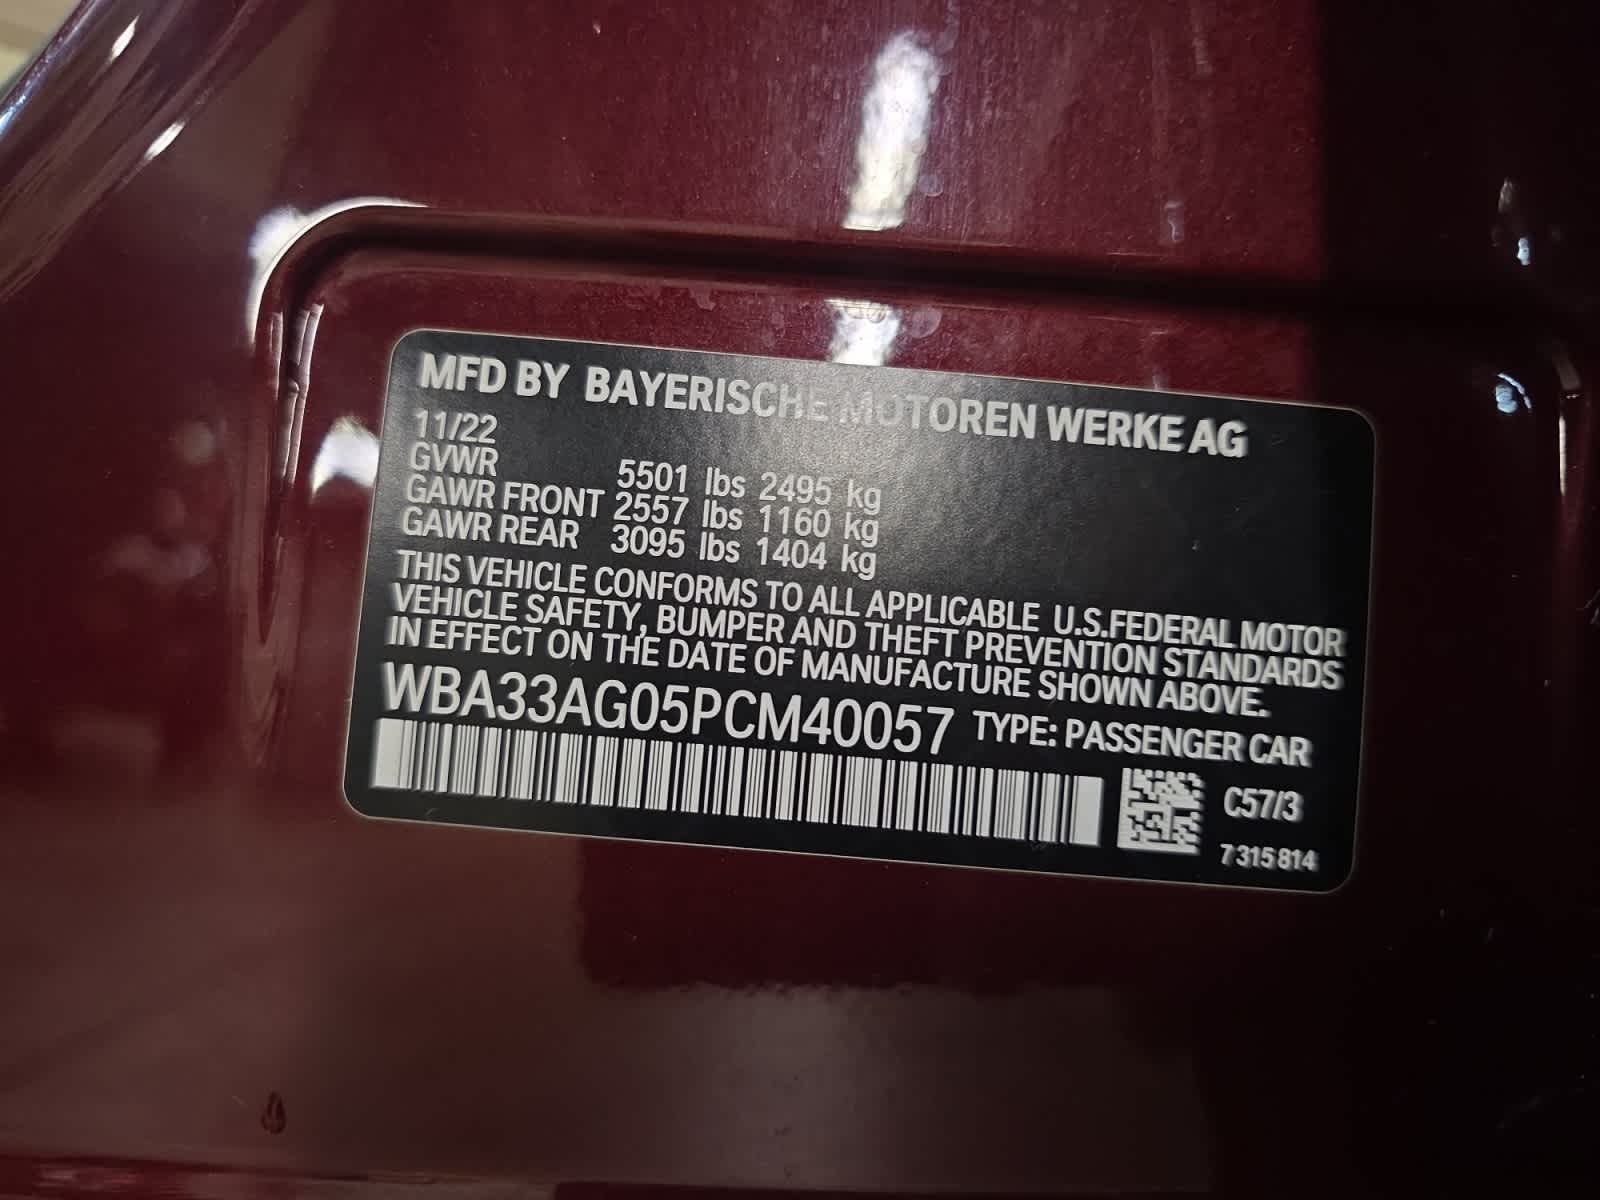 MFD BY BAYERISCHE MOTOREN WERKE AG
11/22
GVWR 5501 lbs 2495 kg
GAWR FRONT 2557 lbs 1160 kg
GAWR REAR 3095 lbs 1404 kg
THIS VEHICLE CONFORMS TO ALL APPLICABLE U.S.FEDERAL MOTOR
VEHICLE SAFETY, BUMPER AND THEFT PREVENTION STANDARDS
IN EFFECT ON THE DATE OF MANUFACTURE SHOWN ABOVE.
WBA33AG05PCM40057 TYPE: PASSENGER CAR
C57/3
7 315 814